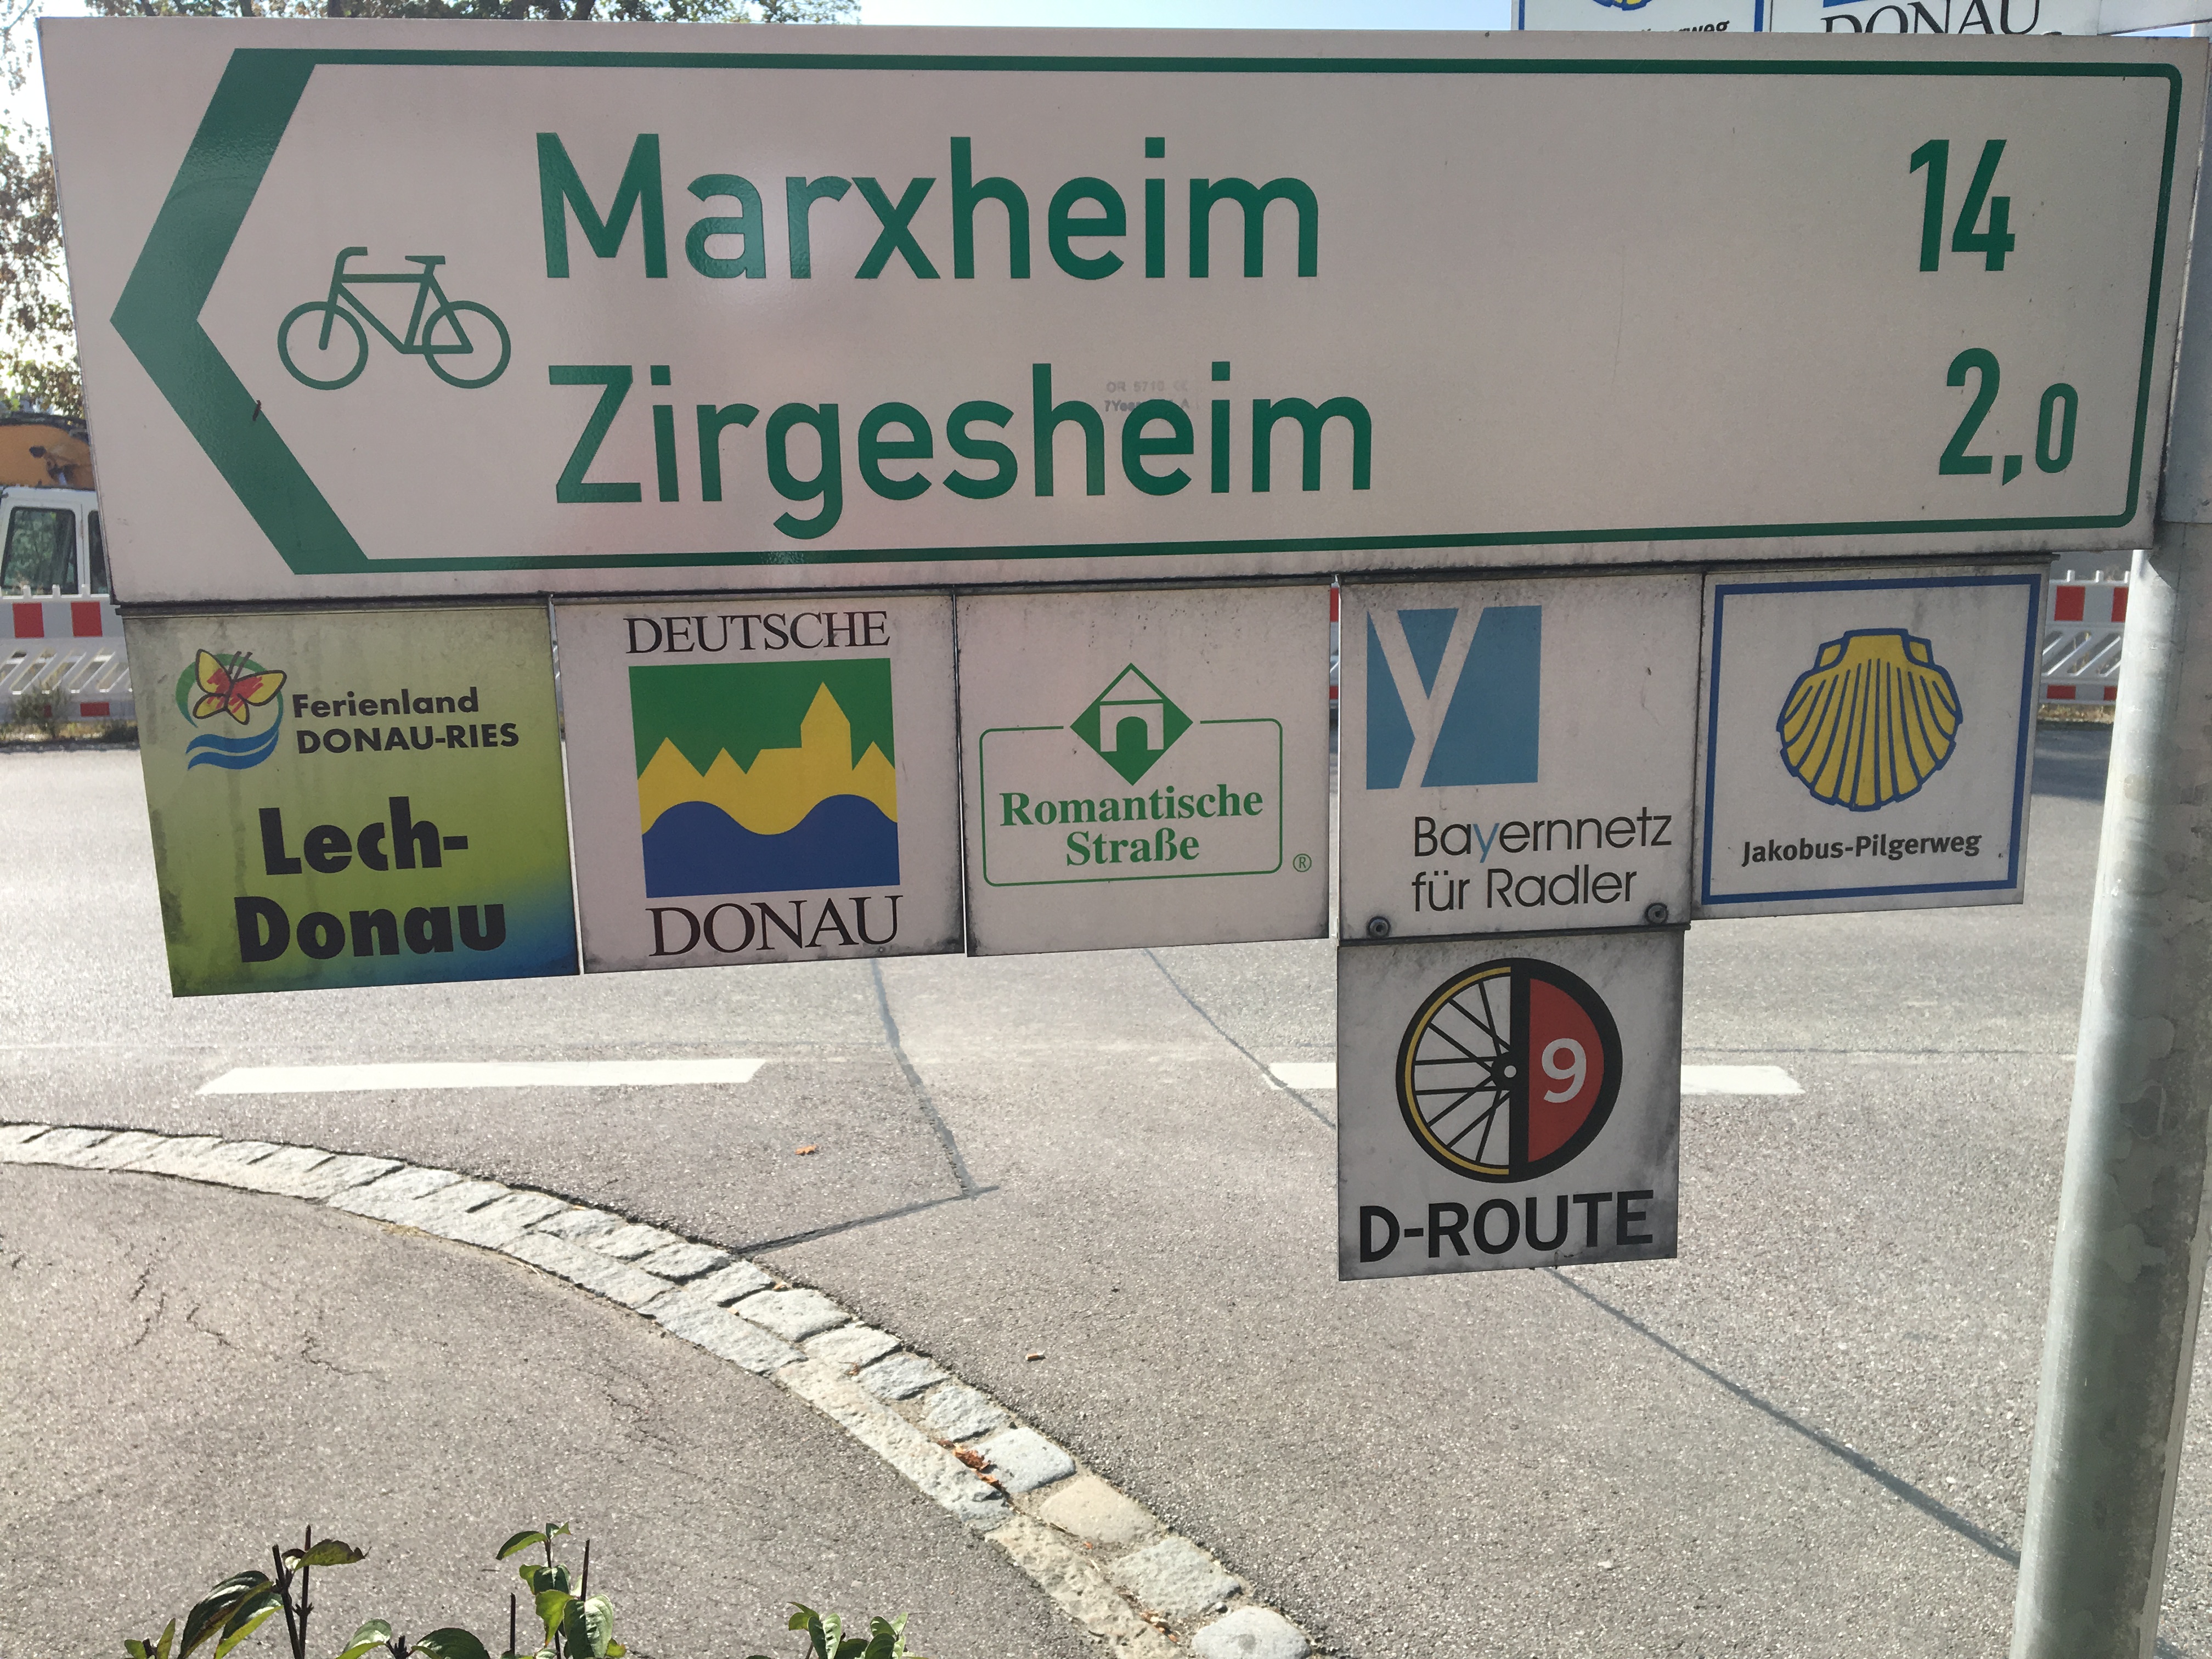 DONAU
Marxheim 14
Zirgesheim 2,0
Ferienland
DONAU-RIES
Lech-
Donau
DEUTSCHE
DONAU
Romantische
Straße
®
Bayernnetz
für Radler
Jakobus-Pilgerweg
9
D-ROUTE